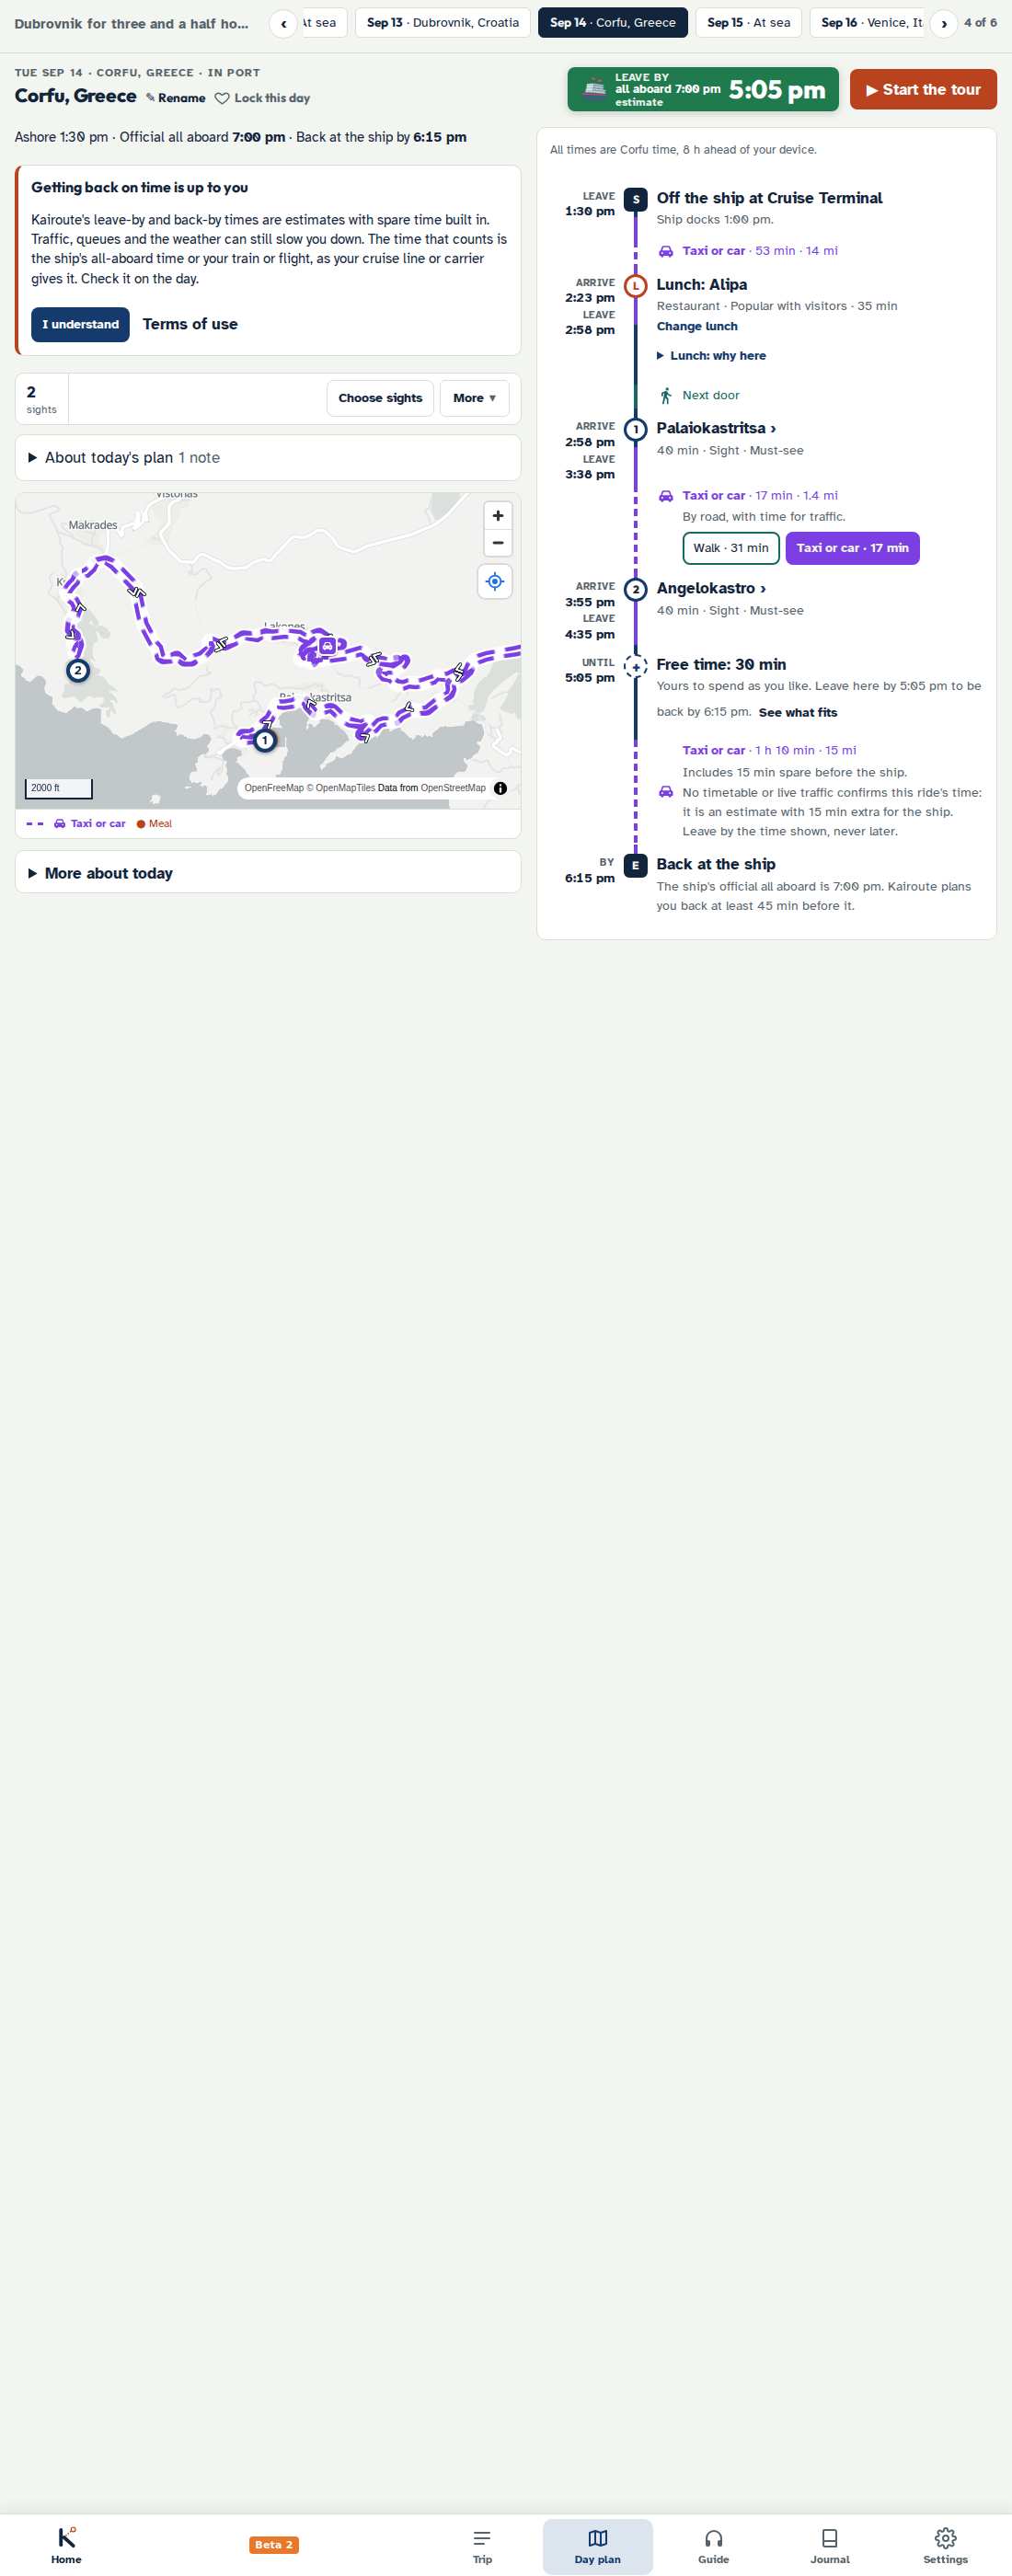 Dubrovnik for three and a half ho...
‹
At sea
Sep 13 · Dubrovnik, Croatia
Sep 14 · Corfu, Greece
Sep 15 · At sea
Sep 16 · Venice, It
›
4 of 6
TUE SEP 14 · CORFU, GREECE · IN PORT
Corfu, Greece
✎ Rename
Lock this day
LEAVE BY
all aboard 7:00 pm
estimate
5:05 pm
▶ Start the tour
Ashore 1:30 pm · Official all aboard 7:00 pm · Back at the ship by 6:15 pm
Getting back on time is up to you
Kairoute's leave-by and back-by times are estimates with spare time built in.
Traffic, queues and the weather can still slow you down. The time that counts is
the ship's all-aboard time or your train or flight, as your cruise line or carrier
gives it. Check it on the day.
I understand
Terms of use
2
sights
Choose sights
More ▼
▶ About today's plan 1 note
Vistonas
Makrades
Lakones
kastritsa
2
1
+
−
2000 ft
OpenFreeMap © OpenMapTiles Data from OpenStreetMap
Taxi or car
Meal
▶ More about today
All times are Corfu time, 8 h ahead of your device.
LEAVE
1:30 pm
S
Off the ship at Cruise Terminal
Ship docks 1:00 pm.
Taxi or car · 53 min · 14 mi
ARRIVE
2:23 pm
LEAVE
2:58 pm
L
Lunch: Alipa
Restaurant · Popular with visitors · 35 min
Change lunch
▶ Lunch: why here
Next door
ARRIVE
2:58 pm
LEAVE
3:38 pm
1
Palaiokastritsa ›
40 min · Sight · Must-see
Taxi or car · 17 min · 1.4 mi
By road, with time for traffic.
Walk · 31 min
Taxi or car · 17 min
ARRIVE
3:55 pm
LEAVE
4:35 pm
2
Angelokastro ›
40 min · Sight · Must-see
UNTIL
5:05 pm
+
Free time: 30 min
Yours to spend as you like. Leave here by 5:05 pm to be
back by 6:15 pm. See what fits
Taxi or car · 1 h 10 min · 15 mi
Includes 15 min spare before the ship.
No timetable or live traffic confirms this ride's time:
it is an estimate with 15 min extra for the ship.
Leave by the time shown, never later.
BY
6:15 pm
E
Back at the ship
The ship's official all aboard is 7:00 pm. Kairoute plans
you back at least 45 min before it.
Home
Beta 2
Trip
Day plan
Guide
Journal
Settings